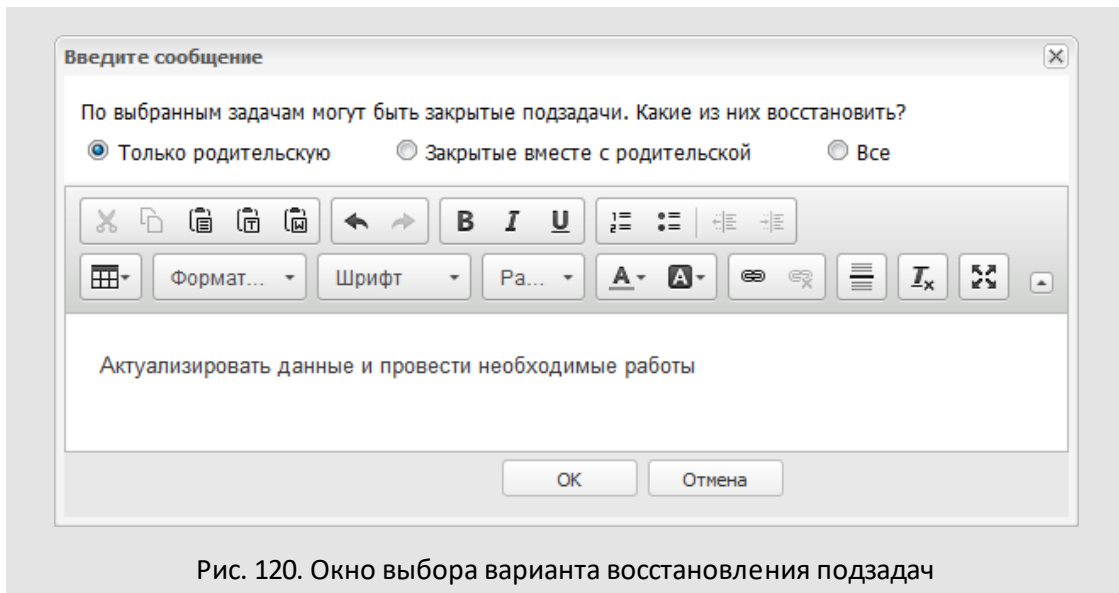 Введите сообщение
По выбранным задачам могут быть закрытые подзадачи. Какие из них восстановить?
Только родительскую Закрытые вместе с родительской Все
B I U
Формат... Шрифт Ра... A A Tx
Актуализировать данные и провести необходимые работы
OK Отмена
Рис. 120. Окно выбора варианта восстановления подзадач